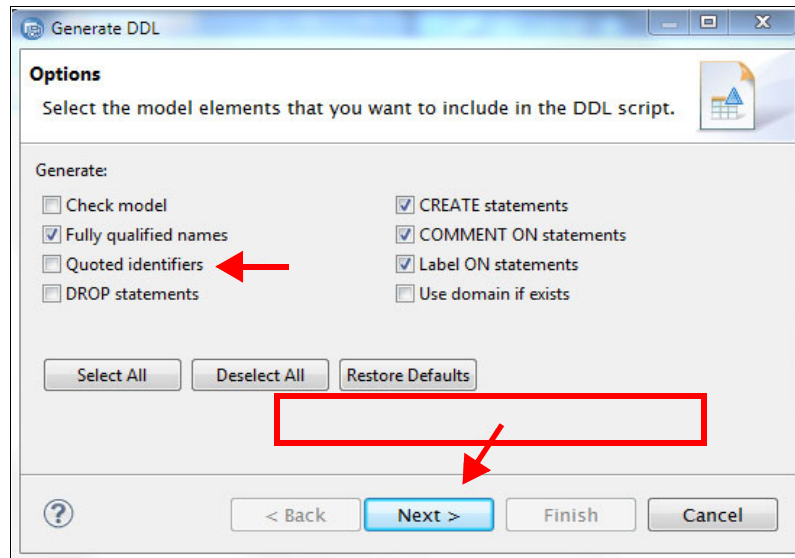 Generate DDL
Options
Select the model elements that you want to include in the DDL script.
Generate:
Check model
CREATE statements
Fully qualified names
COMMENT ON statements
Quoted identifiers
Label ON statements
DROP statements
Use domain if exists
Select All Deselect All Restore Defaults
? < Back Next > Finish Cancel